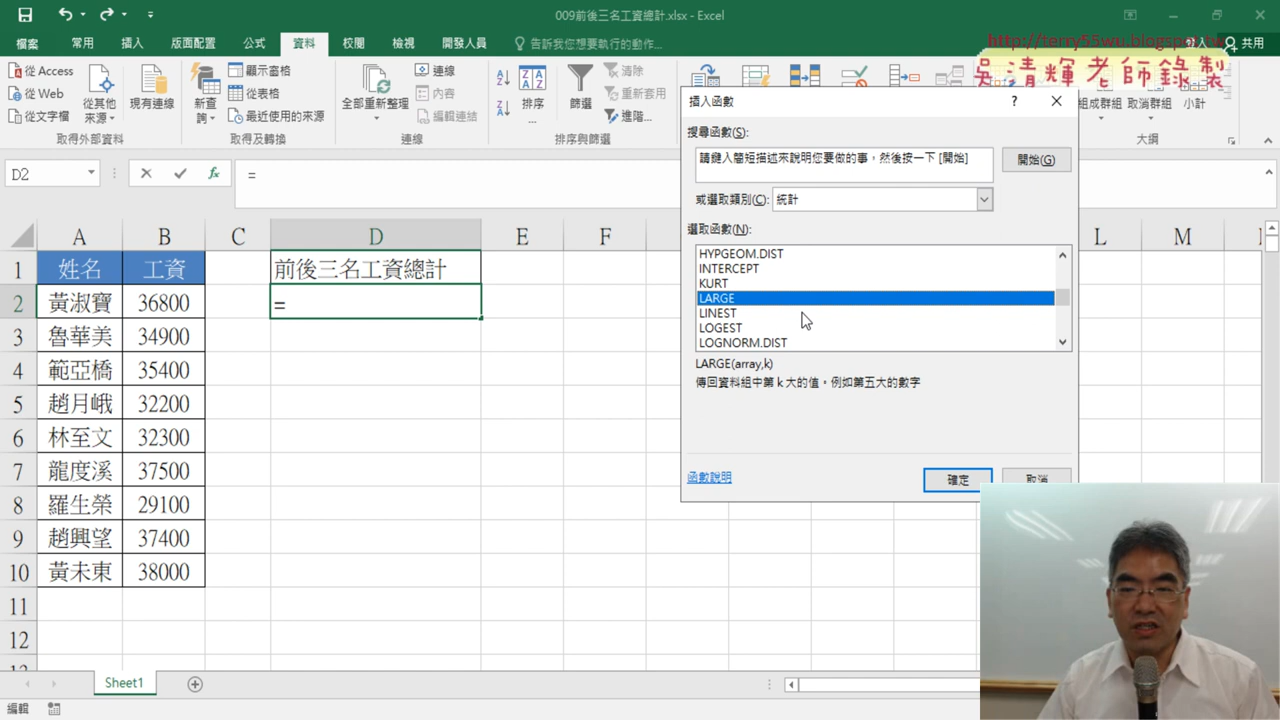 009前後三名工資總計.xlsx - Excel
檔案 常用 插入 版面配置 公式 資料 校閱 檢視 開發人員 告訴我您想要執行的動作... 登入 共用
http://terry55wu.blogspot.tw
吳清輝老師錄製
從 Access
從 Web
從文字檔
從其他來源
現有連線
取得外部資料
新查詢
顯示窗格
從表格
最近使用的來源
取得及轉換
全部重新整理
連線
內容
編輯連結
連線
排序...
篩選
清除
重新套用
進階...
排序與篩選
組成群組 取消群組 小計
大綱
D2
fx
=
A B C D E F L M
1 姓名 工資 前後三名工資總計
2 黃淑寶 36800 =
3 魯華美 34900
4 範亞橋 35400
5 趙月峨 32200
6 林至文 32300
7 龍度溪 37500
8 羅生榮 29100
9 趙興望 37400
10 黃未東 38000
11
12
插入函數
?
搜尋函數(S):
請鍵入簡短描述來說明您要做的事，然後按一下 [開始]
開始(G)
或選取類別(C): 統計
選取函數(N):
HYPGEOM.DIST
INTERCEPT
KURT
LARGE
LINEST
LOGEST
LOGNORM.DIST
LARGE(array,k)
傳回資料組中第 k 大的值。例如第五大的數字
函數說明
確定
取消
Sheet1
編輯